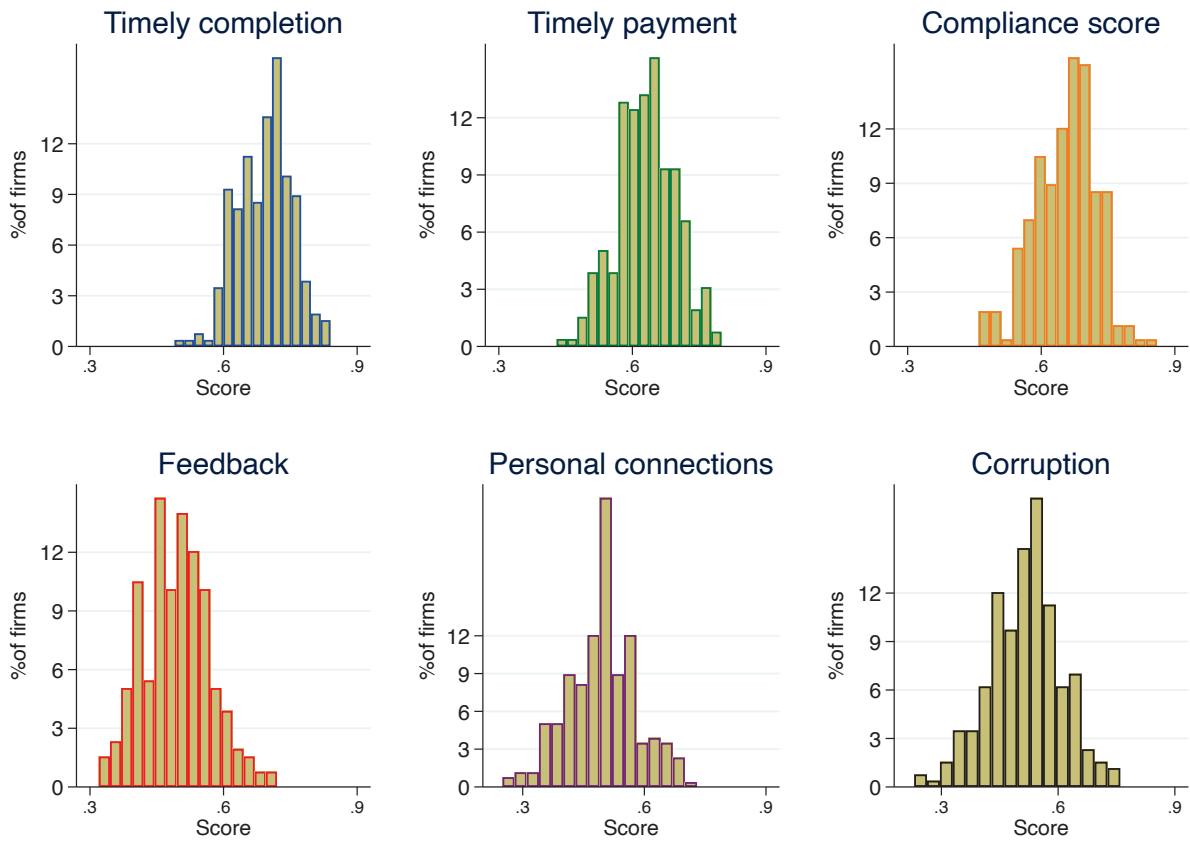 Timely completion
%of firms
12
9
6
3
0
.3 .6 .9
Score
Timely payment
%of firms
12
9
6
3
0
.3 .6 .9
Score
Compliance score
%of firms
12
9
6
3
0
.3 .6 .9
Score
Feedback
%of firms
12
9
6
3
0
.3 .6 .9
Score
Personal connections
%of firms
12
9
6
3
0
.3 .6 .9
Score
Corruption
%of firms
12
9
6
3
0
.3 .6 .9
Score